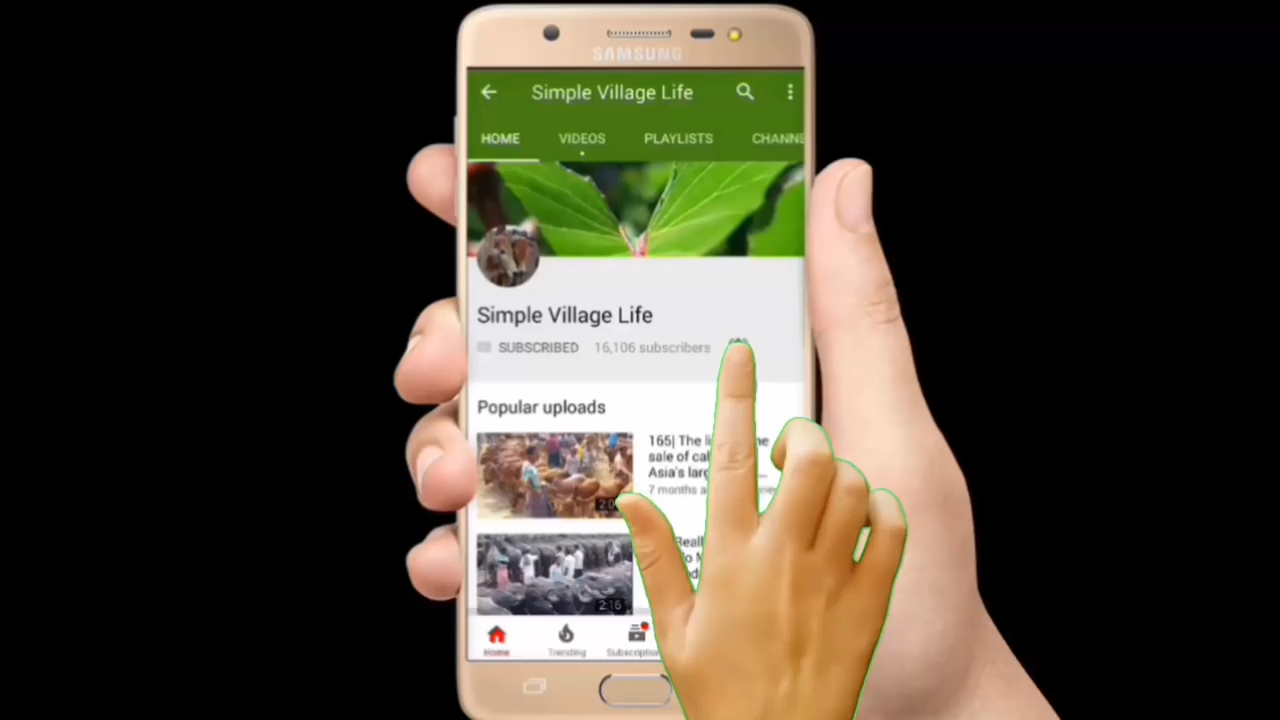 SAMSUNG
Simple Village Life
HOME VIDEOS PLAYLISTS CHANNE
Simple Village Life
SUBSCRIBED 16,106 subscribers
Popular uploads
165| The li
sale of cal
Asia's larg
7 months a
2:0
Reall
2:16
Home Trending Subscription